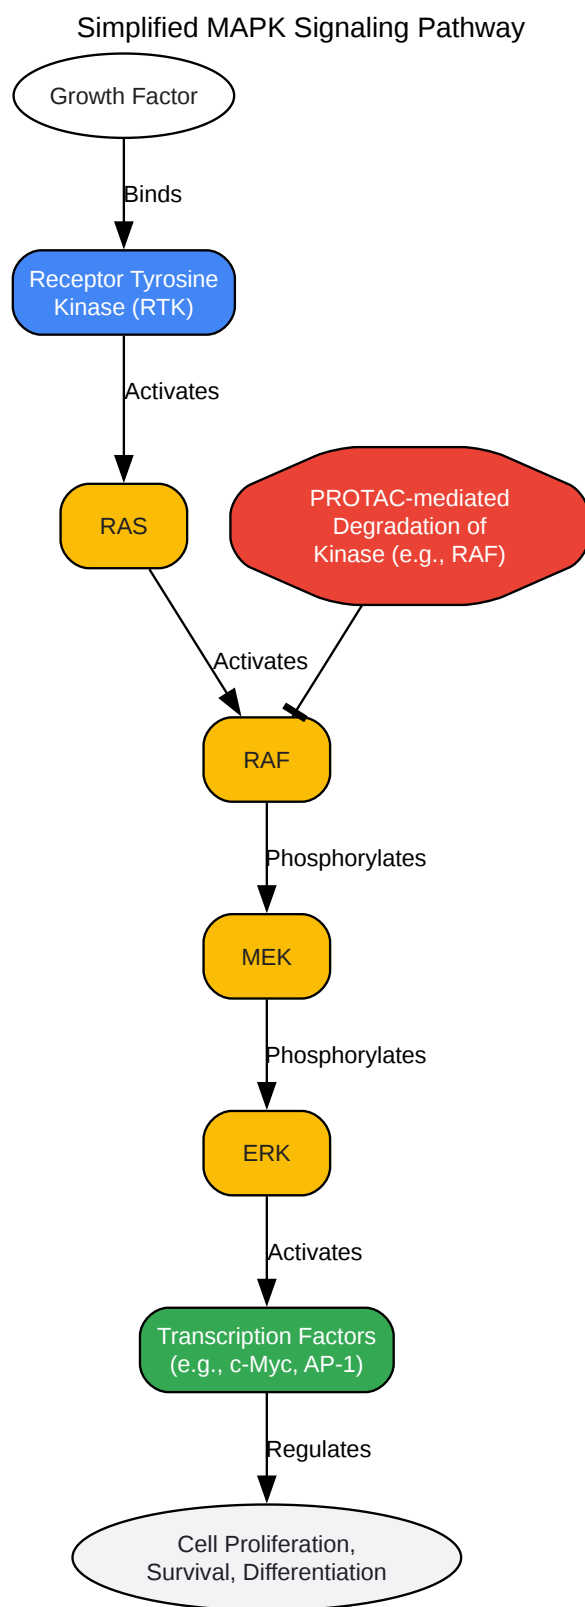 Simplified MAPK Signaling Pathway
Growth Factor
Binds
Receptor Tyrosine
Kinase (RTK)
Activates
RAS
PROTAC-mediated
Degradation of
Kinase (e.g., RAF)
Activates
RAF
Phosphorylates
MEK
Phosphorylates
ERK
Activates
Transcription Factors
(e.g., c-Myc, AP-1)
Regulates
Cell Proliferation,
Survival, Differentiation